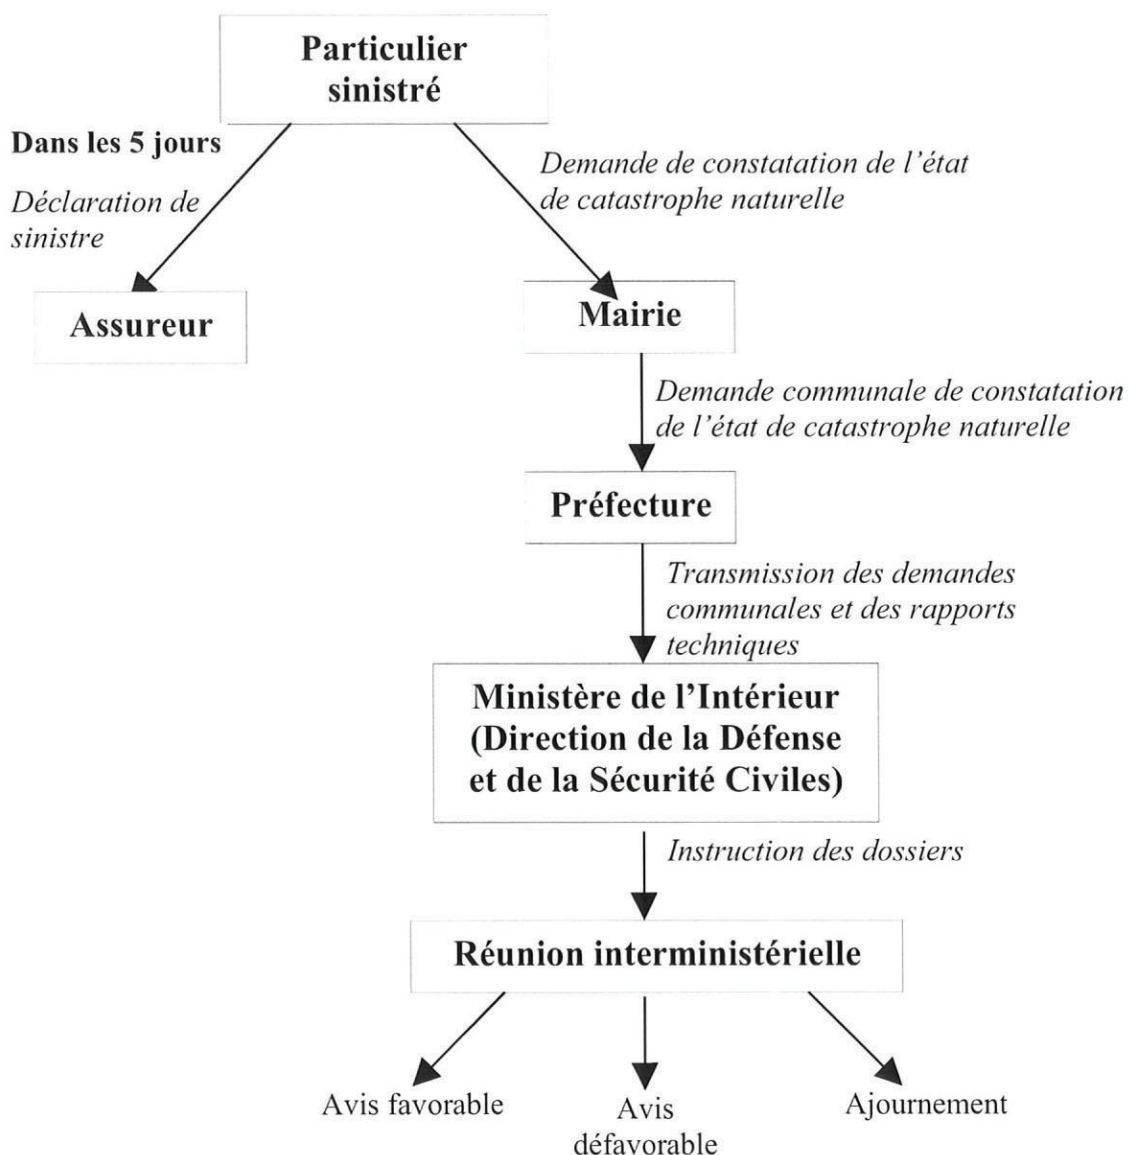 Particulier
sinistré
Dans les 5 jours
Déclaration de
sinistre
Demande de constatation de l’état
de catastrophe naturelle
Assureur
Mairie
Demande communale de constatation
de l’état de catastrophe naturelle
Préfecture
Transmission des demandes
communales et des rapports
techniques
Ministère de l’Intérieur
(Direction de la Défense
et de la Sécurité Civiles)
Instruction des dossiers
Réunion interministérielle
Avis favorable
Avis
défavorable
Ajournement